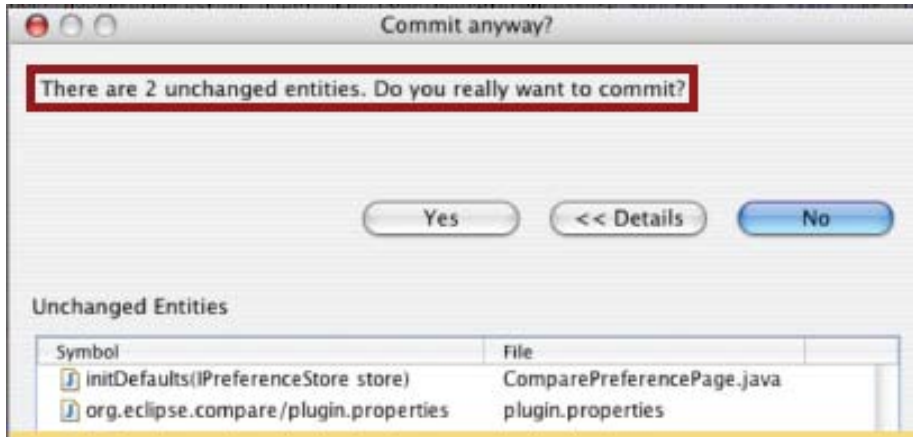 Commit anyway?
There are 2 unchanged entities. Do you really want to commit?
Yes << Details No
Unchanged Entities
Symbol File
initDefaults(IPreferenceStore store) ComparePreferencePage.java
org.eclipse.compare/plugin.properties plugin.properties